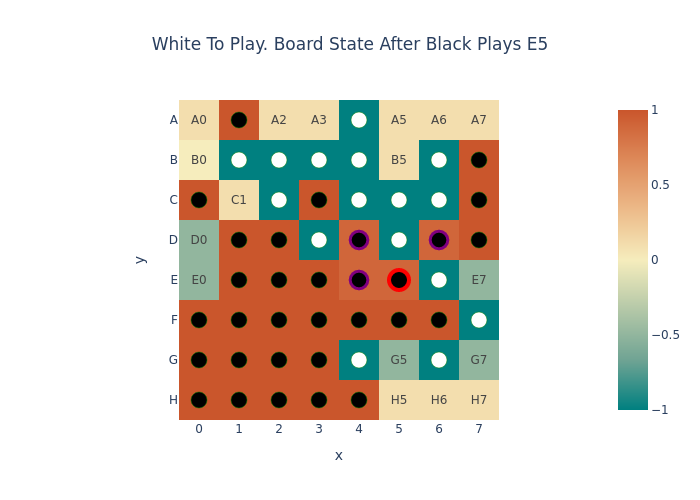 White To Play. Board State After Black Plays E5
A A0 A2 A3 A5 A6 A7
B B0 B5
C C1
D D0
E E0 E7
F
G G5 G7
H H5 H6 H7
0 1 2 3 4 5 6 7
x
y
1
0.5
0
−0.5
−1